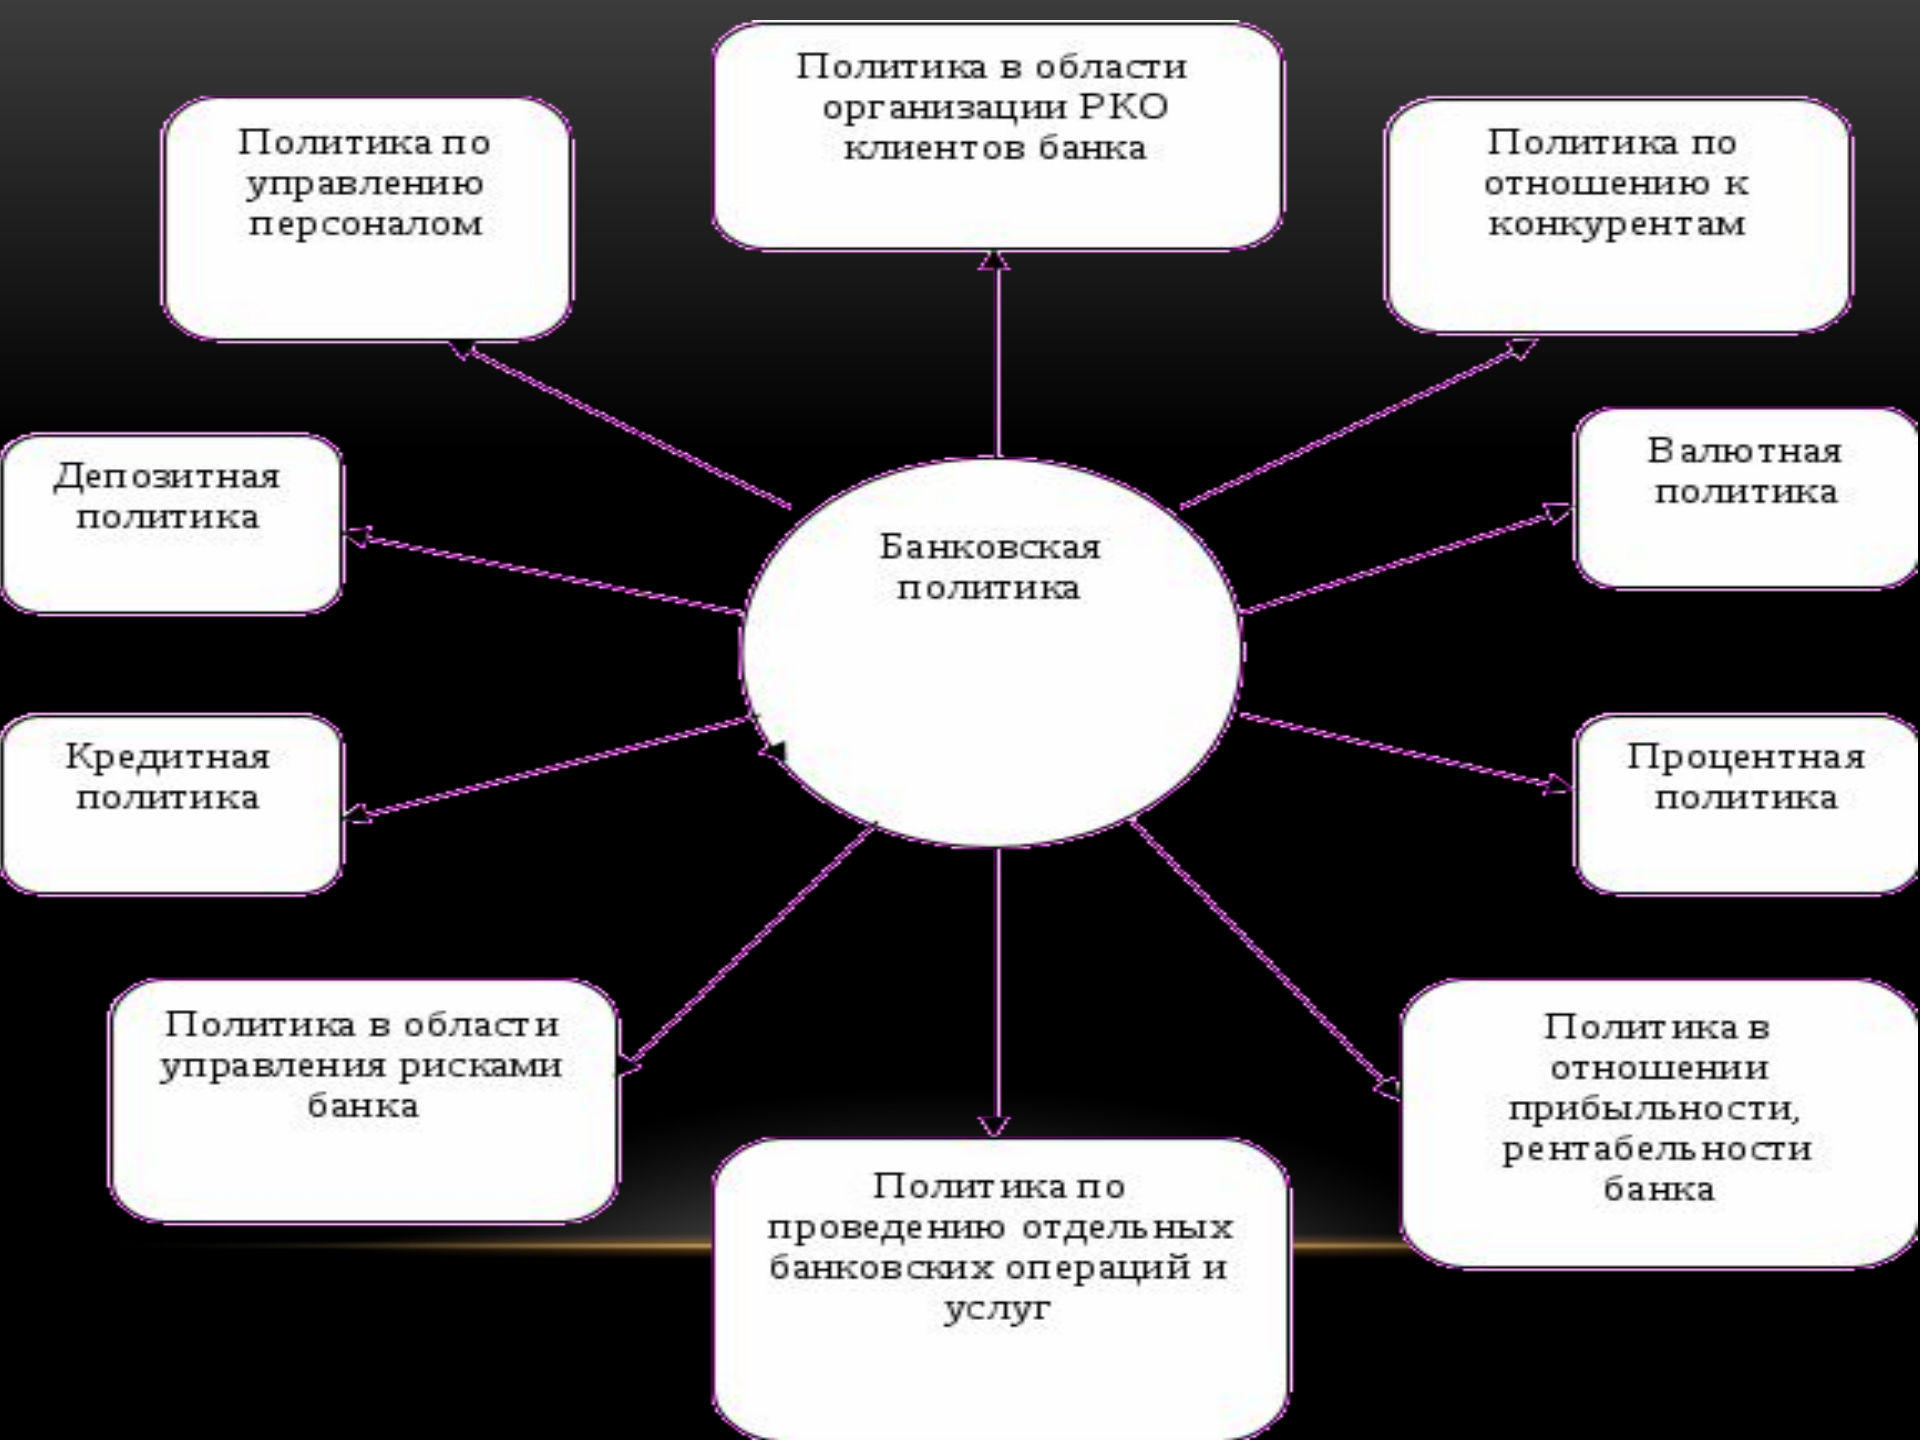 Политика в области
организации РКО
клиентов банка
Политика по
управлению
персоналом
Политика по
отношению к
конкурентам
Депозитная
политика
Валютная
политика
Банковская
политика
Кредитная
политика
Процентная
политика
Политика в области
управления рисками
банка
Политика в
отношении
прибыльности,
рентабельности
банка
Политика по
проведению отдельных
банковских операций и
услуг